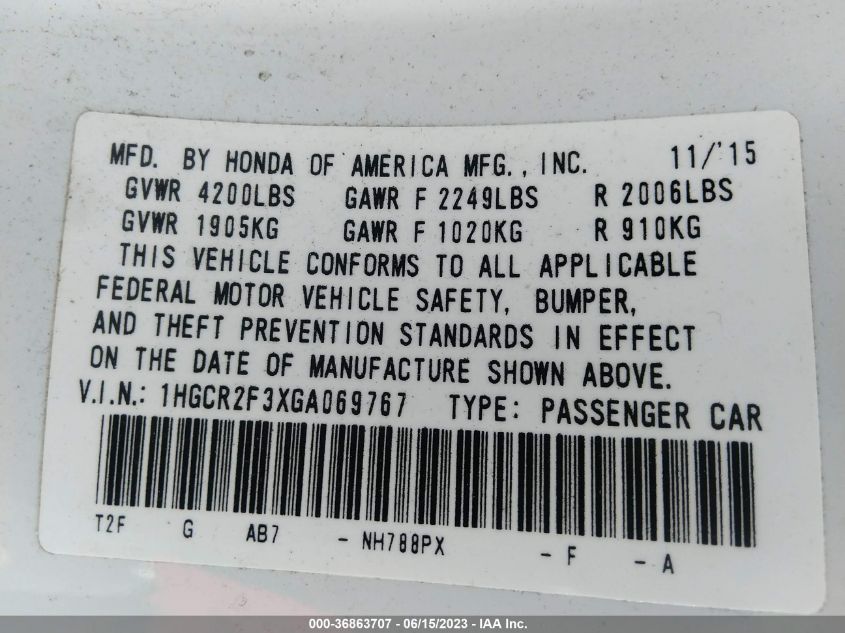 MFD. BY HONDA OF AMERICA MFG., INC. 11/'15
GVWR 4200LBS GAWR F 2249LBS R 2006LBS
GVWR 1905KG GAWR F 1020KG R 910KG
THIS VEHICLE CONFORMS TO ALL APPLICABLE
FEDERAL MOTOR VEHICLE SAFETY, BUMPER,
AND THEFT PREVENTION STANDARDS IN EFFECT
ON THE DATE OF MANUFACTURE SHOWN ABOVE.
V.I.N.: 1HGCR2F3XGA069767 TYPE: PASSENGER CAR
T2F G AB7 - NH788PX - F - A
000-36863707 - 06/15/2023 - IAA Inc.